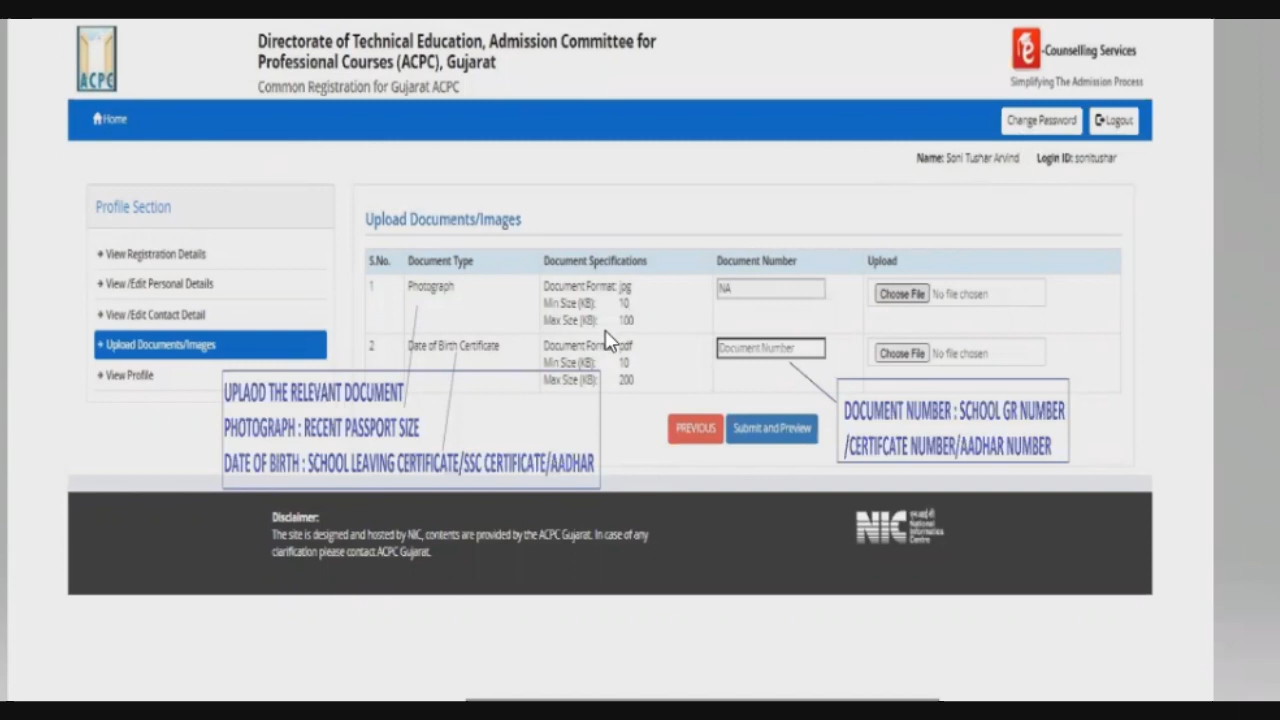 ACPC
Directorate of Technical Education, Admission Committee for
Professional Courses (ACPC), Gujarat
Common Registration for Gujarat ACPC
e-Counselling Services
Simplifying The Admission Process
Home
Change Password
Logout
Name: Soni Tushar Arvind Login ID: sonitushar
Profile Section
View Registration Details
View /Edit Personal Details
View /Edit Contact Detail
Upload Documents/Images
View Profile
Upload Documents/Images
S.No. Document Type Document Specifications Document Number Upload
1 Photograph Document Format: jpg NA Choose File No file chosen
Min Size (KB): 10
Max Size (KB): 100
2 Date of Birth Certificate Document Form pdf Document Number Choose File No file chosen
Min Size (KB): 10
Max Size (KB): 200
UPLAOD THE RELEVANT DOCUMENT
PHOTOGRAPH : RECENT PASSPORT SIZE
DATE OF BIRTH : SCHOOL LEAVING CERTIFICATE/SSC CERTIFICATE/AADHAR
PREVIOUS Submit and Preview
DOCUMENT NUMBER : SCHOOL GR NUMBER
/CERTIFCATE NUMBER/AADHAR NUMBER
Disclaimer:
The site is designed and hosted by NIC, contents are provided by the ACPC Gujarat. In case of any
clarification please contact ACPC Gujarat.
NIC
एन आई सी
National
Informatics
Centre